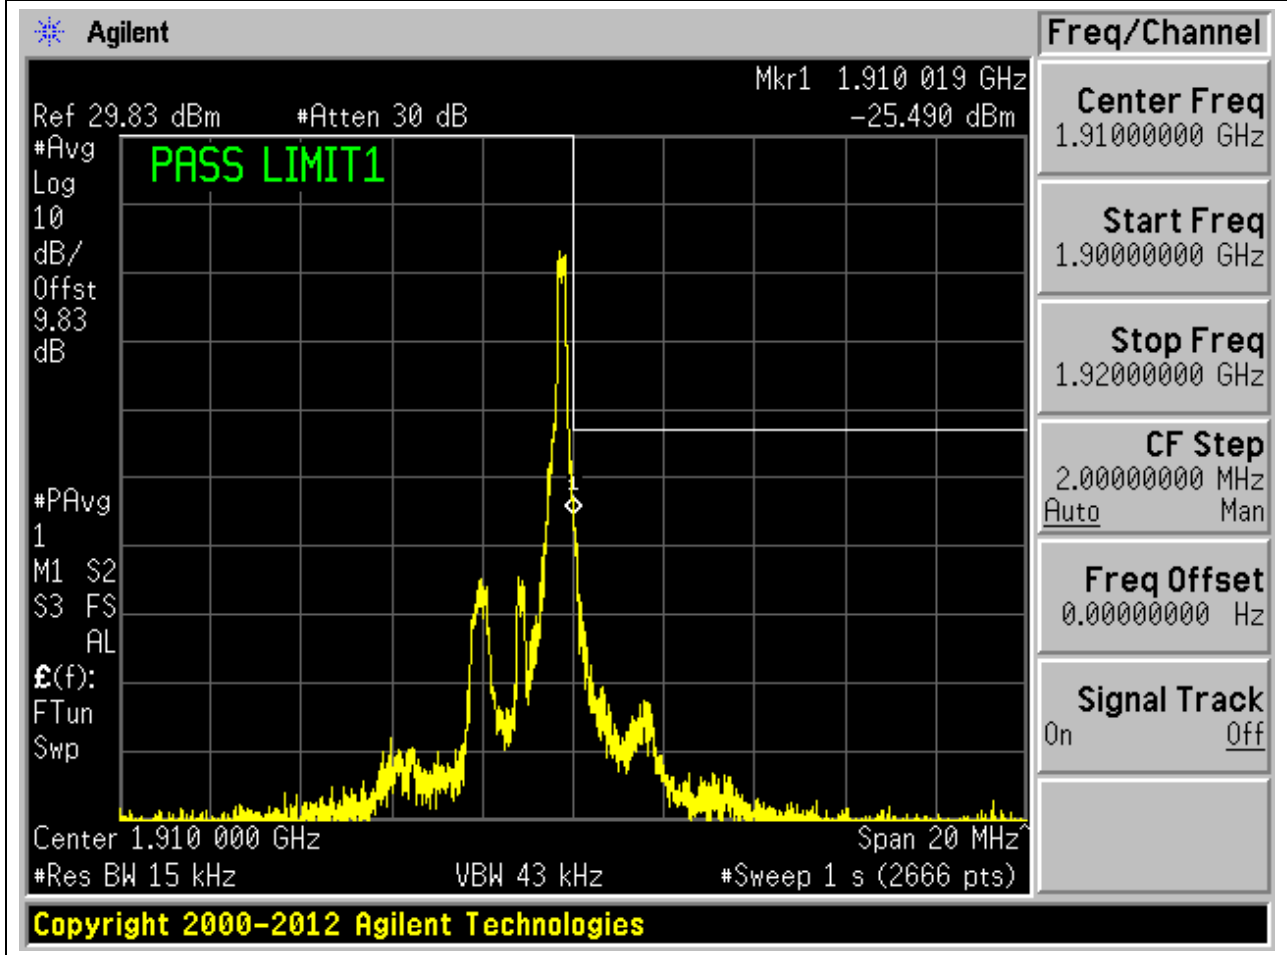 Agilent
Freq/Channel
Mkr1 1.910 019 GHz
Ref 29.83 dBm #Atten 30 dB -25.490 dBm
#Avg
Log
10
dB/
Offst
9.83
dB
PASS LIMIT1
1
#PAvg
1
M1 S2
S3 FS
AL
£(f):
FTun
Swp
Center 1.910 000 GHz Span 20 MHz^
#Res BW 15 kHz VBW 43 kHz #Sweep 1 s (2666 pts)
Copyright 2000-2012 Agilent Technologies
Center Freq
1.91000000 GHz
Start Freq
1.90000000 GHz
Stop Freq
1.92000000 GHz
CF Step
2.00000000 MHz
Auto Man
Freq Offset
0.00000000 Hz
Signal Track
On Off